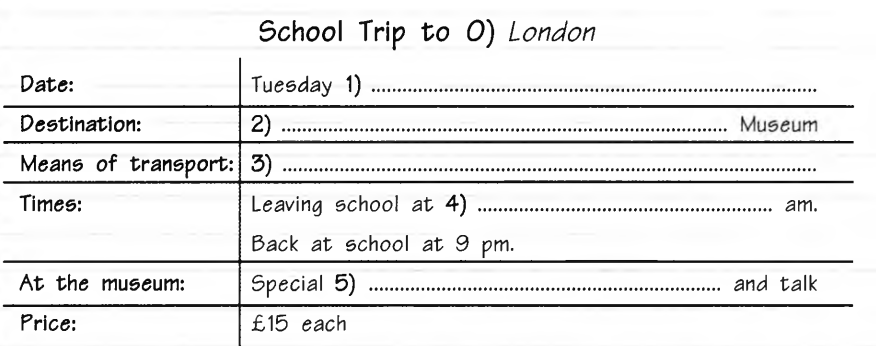 School Trip to 0) London
Date: Tuesday 1) ........................................
Destination: 2) ........................................ Museum
Means of transport: 3) ........................................
Times: Leaving school at 4) ........................................ am.
Back at school at 9 pm.
At the museum: Special 5) ........................................ and talk
Price: £15 each